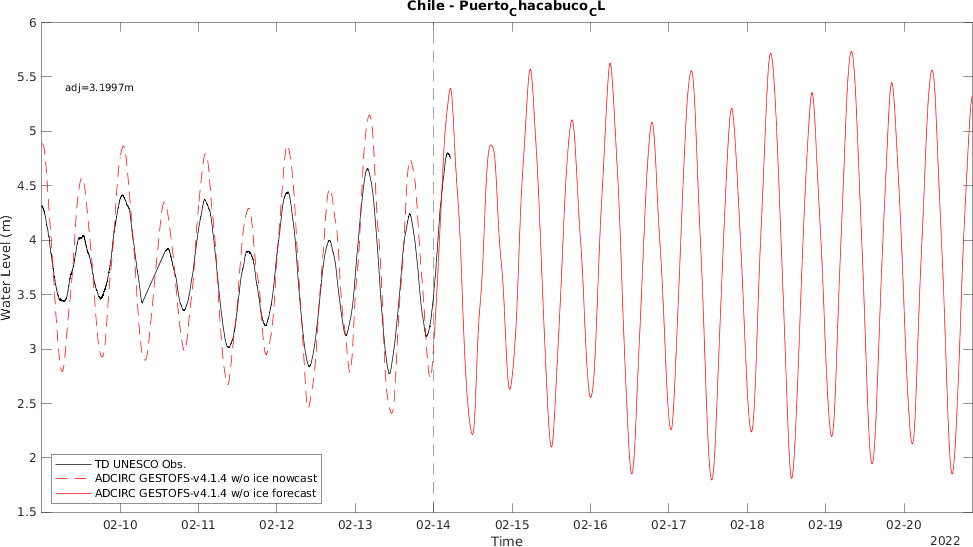 Chile - PuertoChacabucoCL
adj=3.1997m
Water Level (m)
6
5.5
5
4.5
4
3.5
3
2.5
2
1.5
TD UNESCO Obs.
ADCIRC GESTOFS-v4.1.4 w/o ice nowcast
ADCIRC GESTOFS-v4.1.4 w/o ice forecast
02-10 02-11 02-12 02-13 02-14 02-15 02-16 02-17 02-18 02-19 02-20
Time
2022